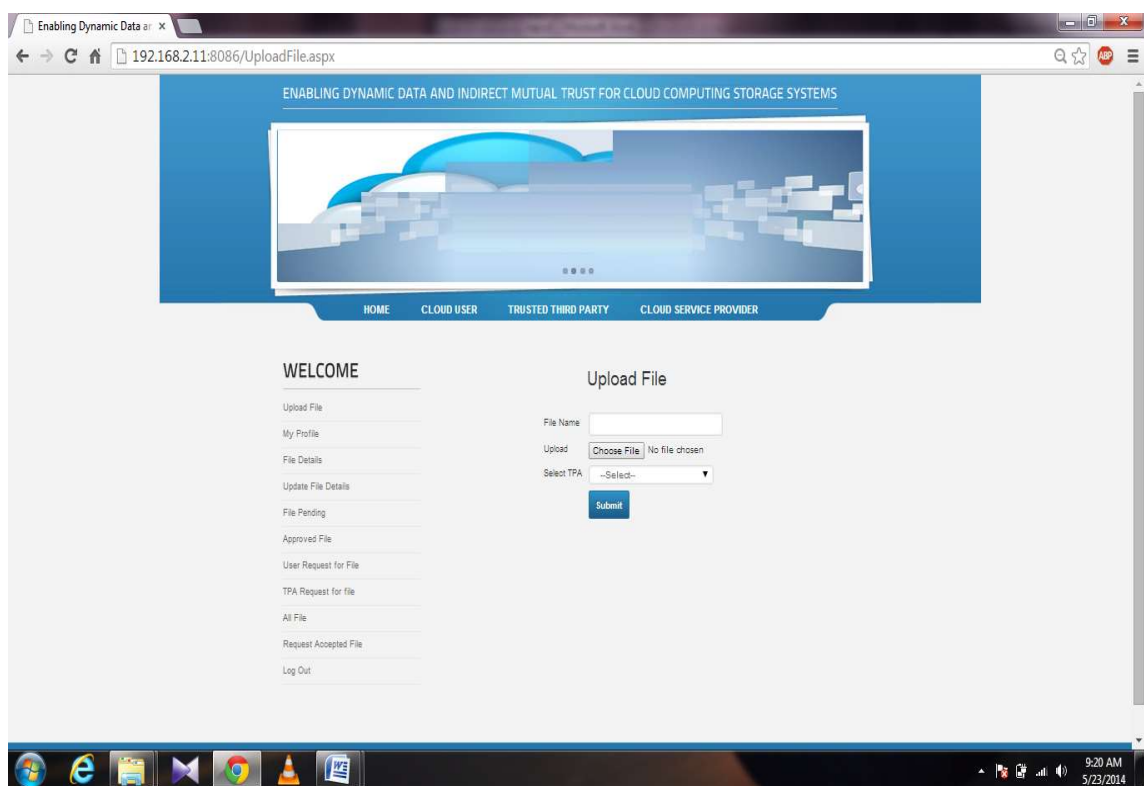 Enabling Dynamic Data ar
192.168.2.11:8086/UploadFile.aspx
ABP
ENABLING DYNAMIC DATA AND INDIRECT MUTUAL TRUST FOR CLOUD COMPUTING STORAGE SYSTEMS
HOME CLOUD USER TRUSTED THIRD PARTY CLOUD SERVICE PROVIDER
WELCOME
Upload File
My Profile
File Details
Update File Details
File Pending
Approved File
User Request for File
TPA Request for file
All File
Request Accepted File
Log Out
Upload File
File Name
Upload Choose File No file chosen
Select TPA --Select--
Submit
9:20 AM
5/23/2014